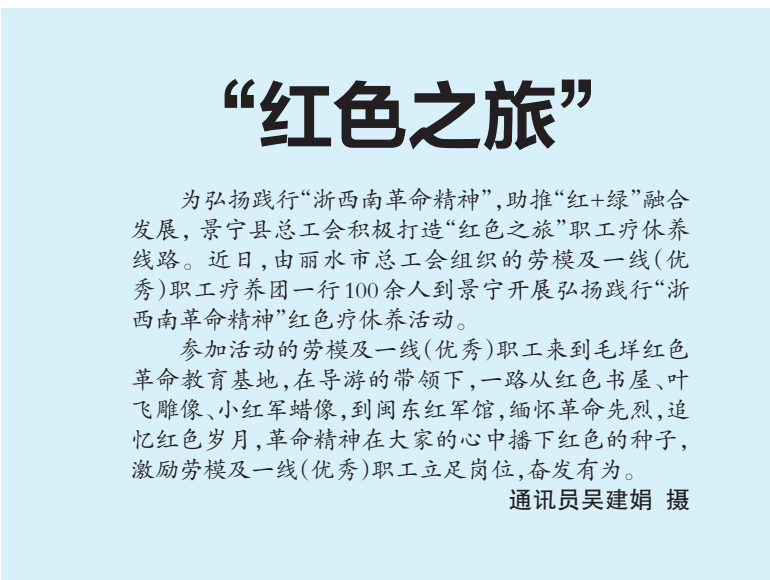 “红色之旅”
为弘扬践行“浙西南革命精神”,助推“红+绿”融合
发展,景宁县总工会积极打造“红色之旅”职工疗休养
线路。近日,由丽水市总工会组织的劳模及一线(优
秀)职工疗养团一行100余人到景宁开展弘扬践行“浙
西南革命精神”红色疗休养活动。
参加活动的劳模及一线(优秀)职工来到毛垟红色
革命教育基地,在导游的带领下,一路从红色书屋、叶
飞雕像、小红军蜡像,到闽东红军馆,缅怀革命先烈,追
忆红色岁月,革命精神在大家的心中播下红色的种子,
激励劳模及一线(优秀)职工立足岗位,奋发有为。
通讯员吴建娟 摄